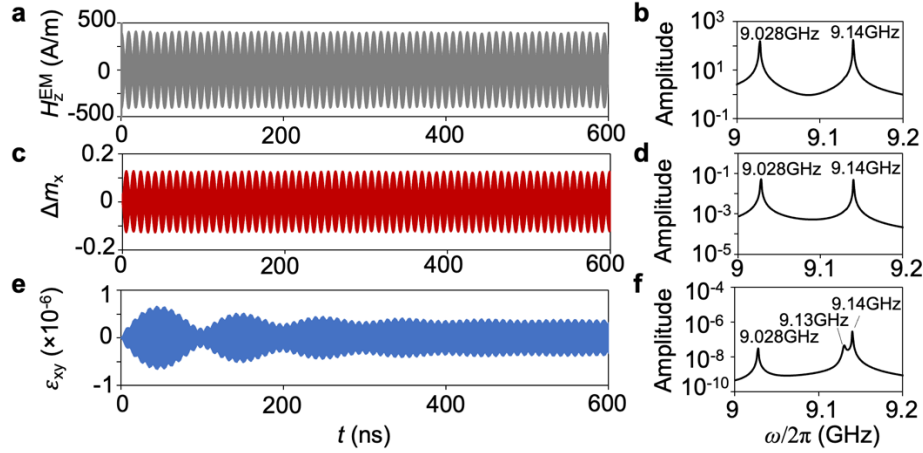 a
500
0
-500
H_z^EM (A/m)
0
200
400
600
b
10^3
10^1
10^-1
Amplitude
9.028GHz
9.14GHz
9
9.1
9.2
c
0.2
0
-0.2
Δm_x
0
200
400
600
d
10^-1
10^-3
10^-5
Amplitude
9.028GHz
9.14GHz
9
9.1
9.2
e
1
0
-1
ε_xy (×10^-6)
0
200
400
600
t (ns)
f
10^-4
10^-6
10^-8
10^-10
Amplitude
9.14GHz
9.13GHz
9.028GHz
9
9.1
9.2
ω/2π (GHz)